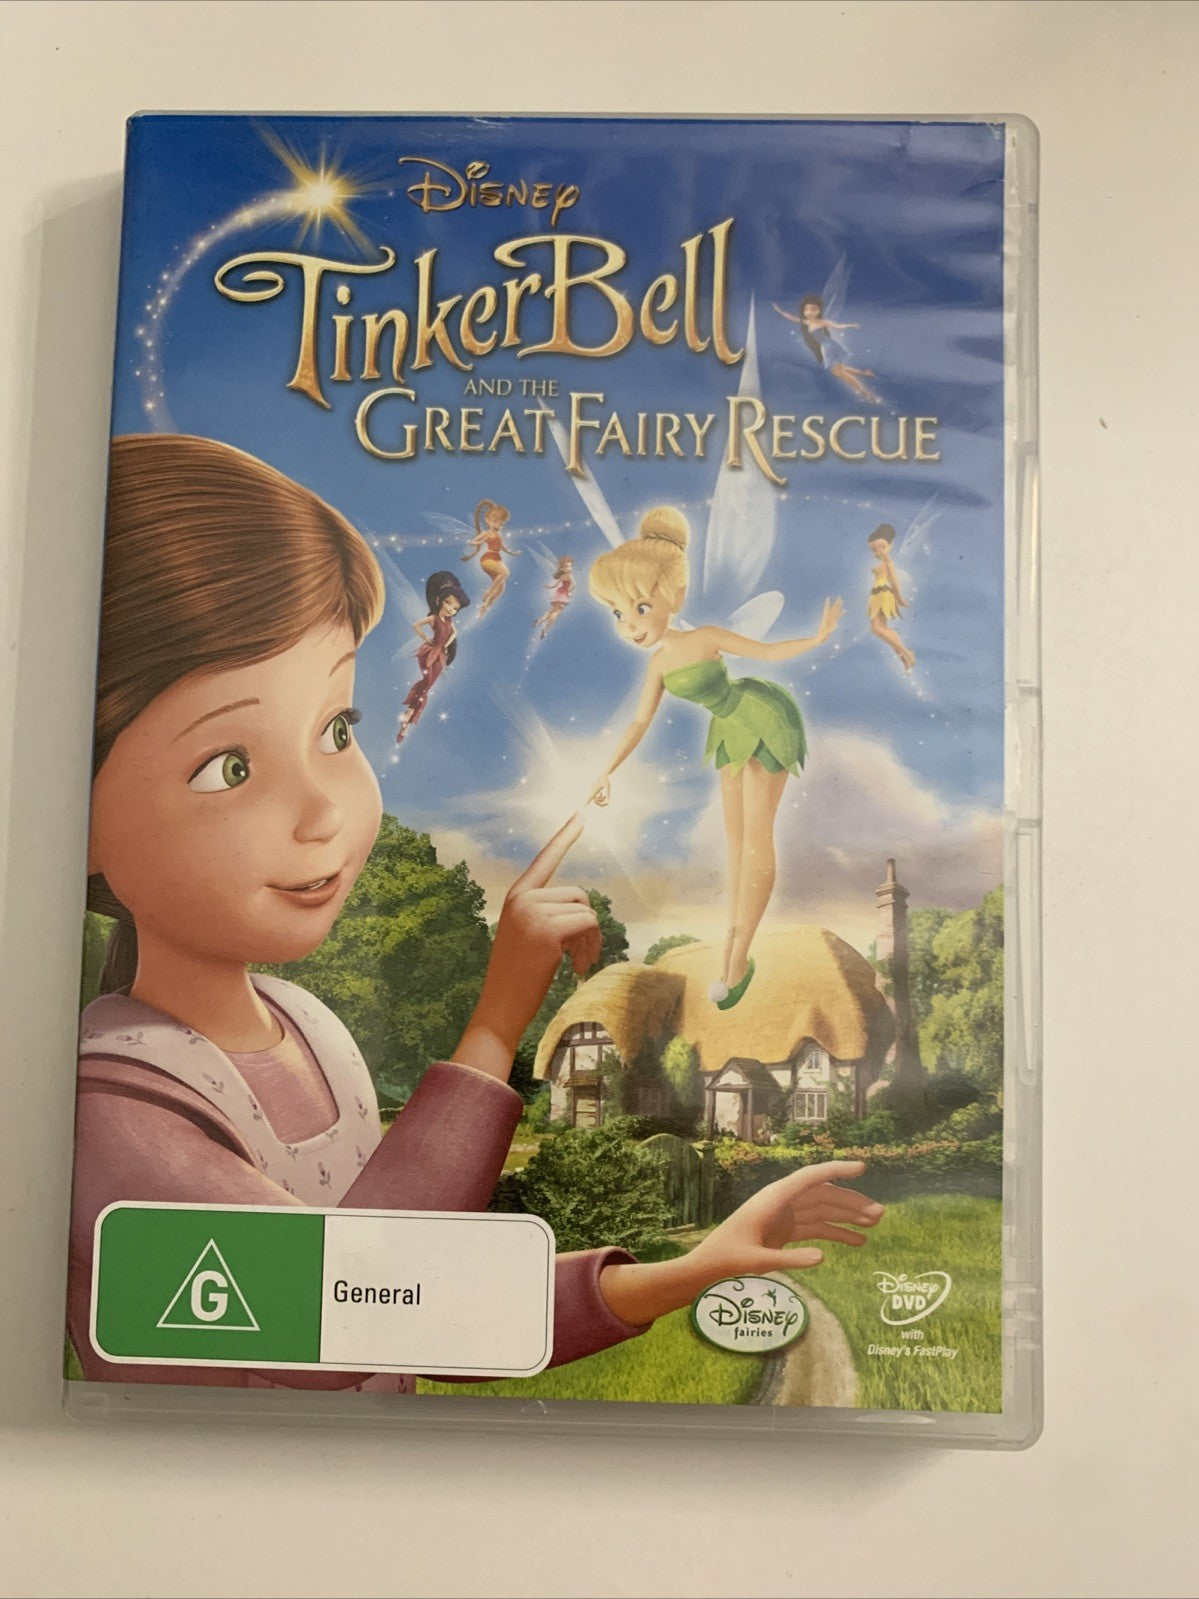 Disney
TinkerBell
AND THE
GREAT FAIRY RESCUE
G
General
Disney
fairies
Disney
DVD
with
Disney's FastPlay